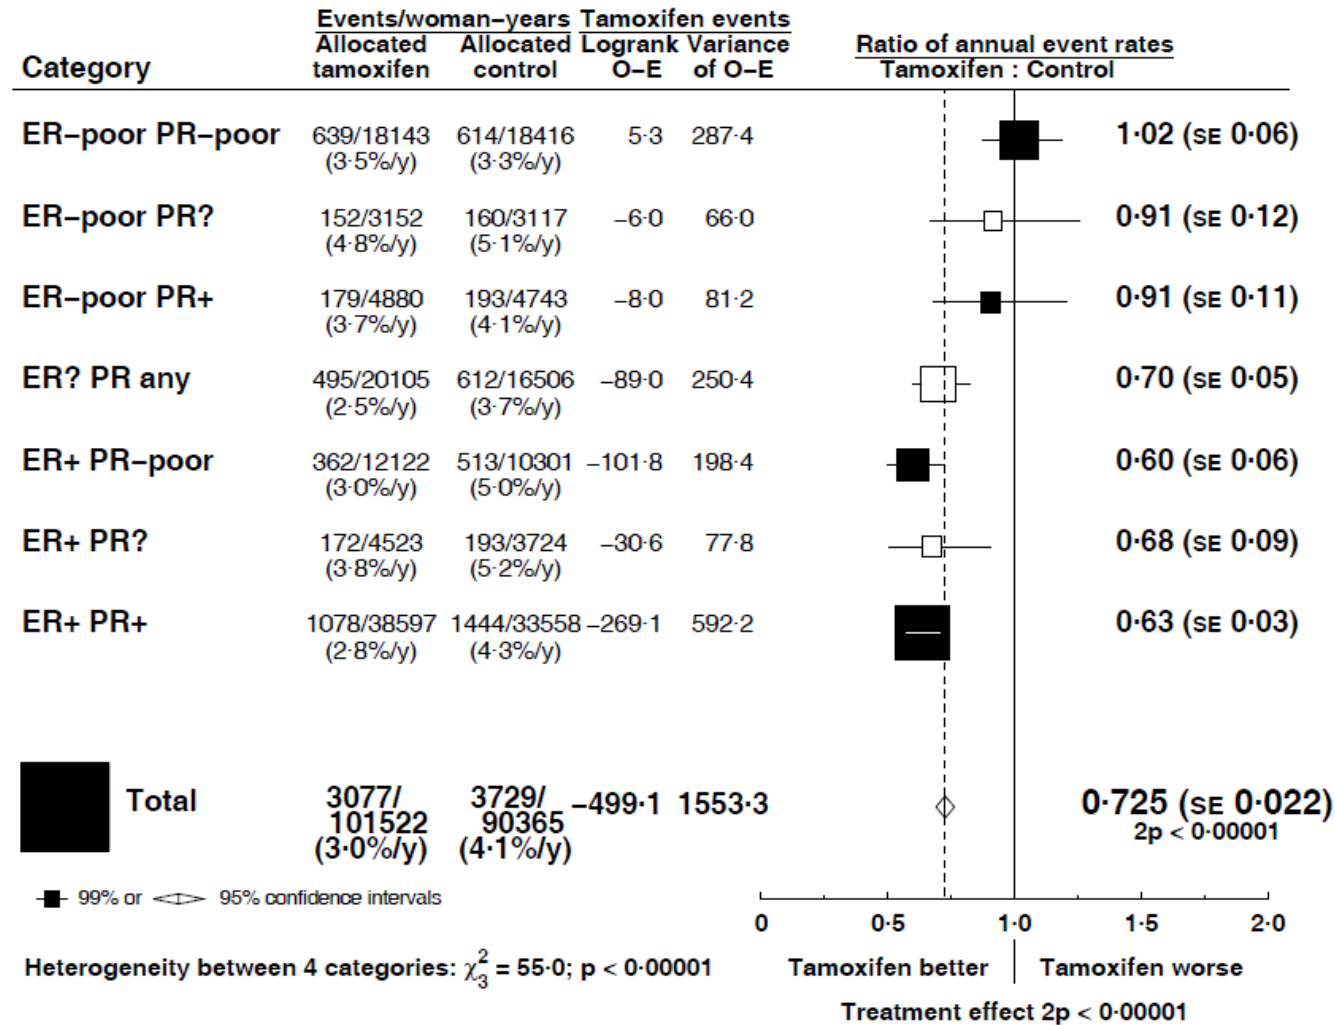 Events/woman–years Tamoxifen events
Allocated Allocated Logrank Variance Ratio of annual event rates
Category tamoxifen control O–E of O–E Tamoxifen : Control
ER–poor PR–poor 639/18143 614/18416 5·3 287·4 1·02 (SE 0·06)
(3·5%/y) (3·3%/y)
ER–poor PR? 152/3152 160/3117 –6·0 66·0 0·91 (SE 0·12)
(4·8%/y) (5·1%/y)
ER–poor PR+ 179/4880 193/4743 –8·0 81·2 0·91 (SE 0·11)
(3·7%/y) (4·1%/y)
ER? PR any 495/20105 612/16506 –89·0 250·4 0·70 (SE 0·05)
(2·5%/y) (3·7%/y)
ER+ PR–poor 362/12122 513/10301 –101·8 198·4 0·60 (SE 0·06)
(3·0%/y) (5·0%/y)
ER+ PR? 172/4523 193/3724 –30·6 77·8 0·68 (SE 0·09)
(3·8%/y) (5·2%/y)
ER+ PR+ 1078/38597 1444/33558 –269·1 592·2 0·63 (SE 0·03)
(2·8%/y) (4·3%/y)
Total 3077/ 3729/ –499·1 1553·3 0·725 (SE 0·022)
101522 90365 2p < 0·00001
(3·0%/y) (4·1%/y)
99% or 95% confidence intervals
0 0·5 1·0 1·5 2·0
Heterogeneity between 4 categories: χ²₃ = 55·0; p < 0·00001 Tamoxifen better Tamoxifen worse
Treatment effect 2p < 0·00001